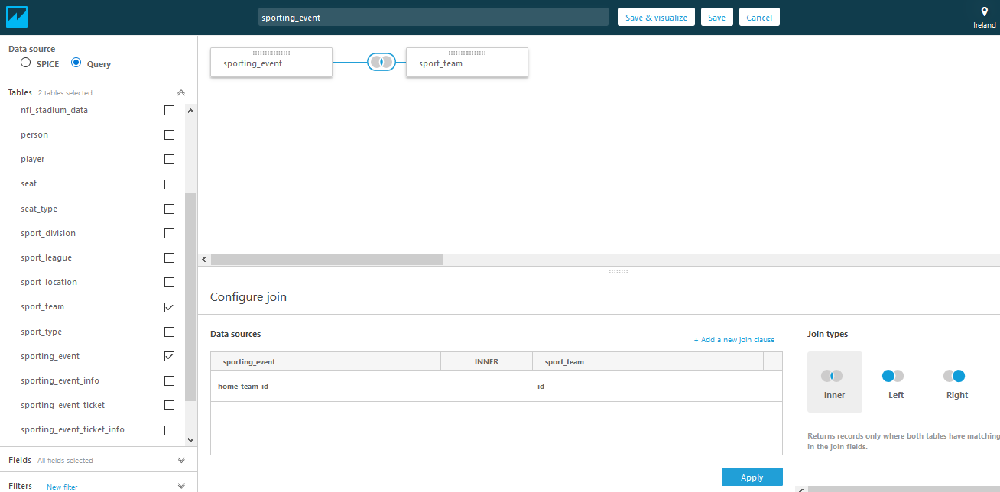 sporting_event
Save & visualize
Save
Cancel
Ireland
Data source
SPICE
Query
Tables 2 tables selected
nfl_stadium_data
person
player
seat
seat_type
sport_division
sport_league
sport_location
sport_team
sport_type
sporting_event
sporting_event_info
sporting_event_ticket
sporting_event_ticket_info
Fields All fields selected
Filters New filter
sporting_event
sport_team
Configure join
Data sources
+ Add a new join clause
sporting_event INNER sport_team
home_team_id id
Apply
Join types
Inner
Left
Right
Returns records only where both tables have matching
in the join fields.